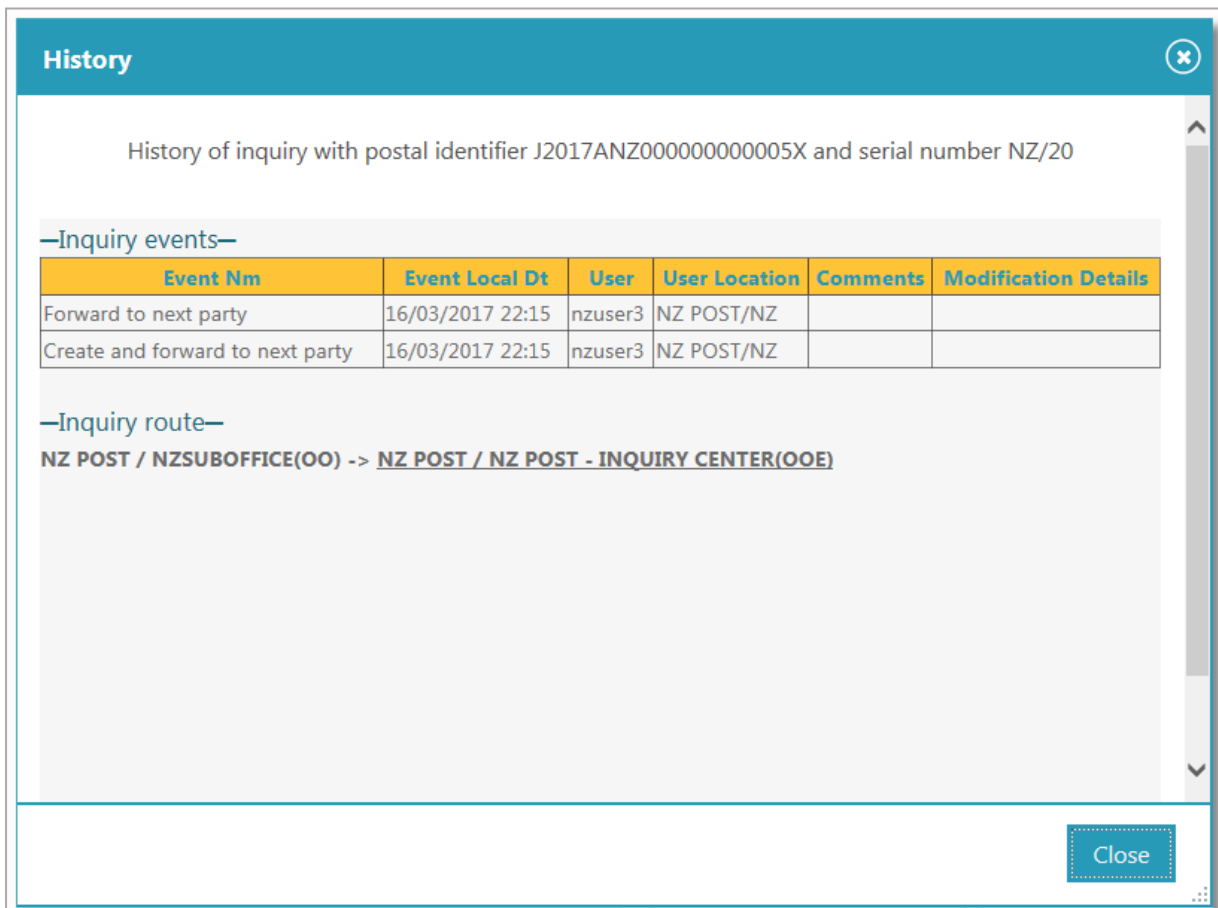 History
History of inquiry with postal identifier J2017ANZ000000000005X and serial number NZ/20
—Inquiry events—
Event Nm Event Local Dt User User Location Comments Modification Details
Forward to next party 16/03/2017 22:15 nzuser3 NZ POST/NZ
Create and forward to next party 16/03/2017 22:15 nzuser3 NZ POST/NZ
—Inquiry route—
NZ POST / NZSUBOFFICE(OO) -> NZ POST / NZ POST - INQUIRY CENTER(OOE)
Close